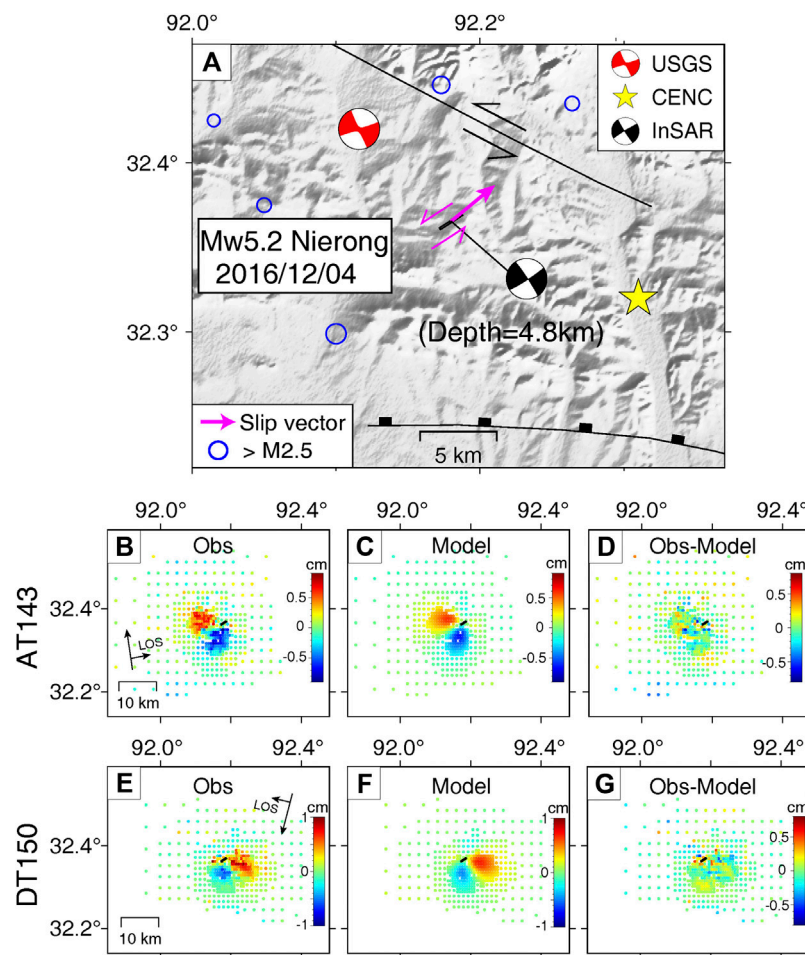 92.0° 92.2°
A
USGS
CENC
InSAR
32.4°
Mw5.2 Nierong
2016/12/04
32.3°
(Depth=4.8km)
Slip vector
> M2.5
5 km
92.0° 92.4° 92.0° 92.4° 92.0° 92.4°
B Obs cm C Model cm D Obs-Model cm
AT143
32.4°
0.5 0.5 0.5
0 0 0
LOS
-0.5 -0.5 -0.5
10 km
32.2°
92.0° 92.4° 92.0° 92.4° 92.0° 92.4°
E Obs LOS cm F Model cm G Obs-Model cm
DT150
1 1
0.5
32.4°
0 0 0
-0.5
10 km
-1 -1
32.2°